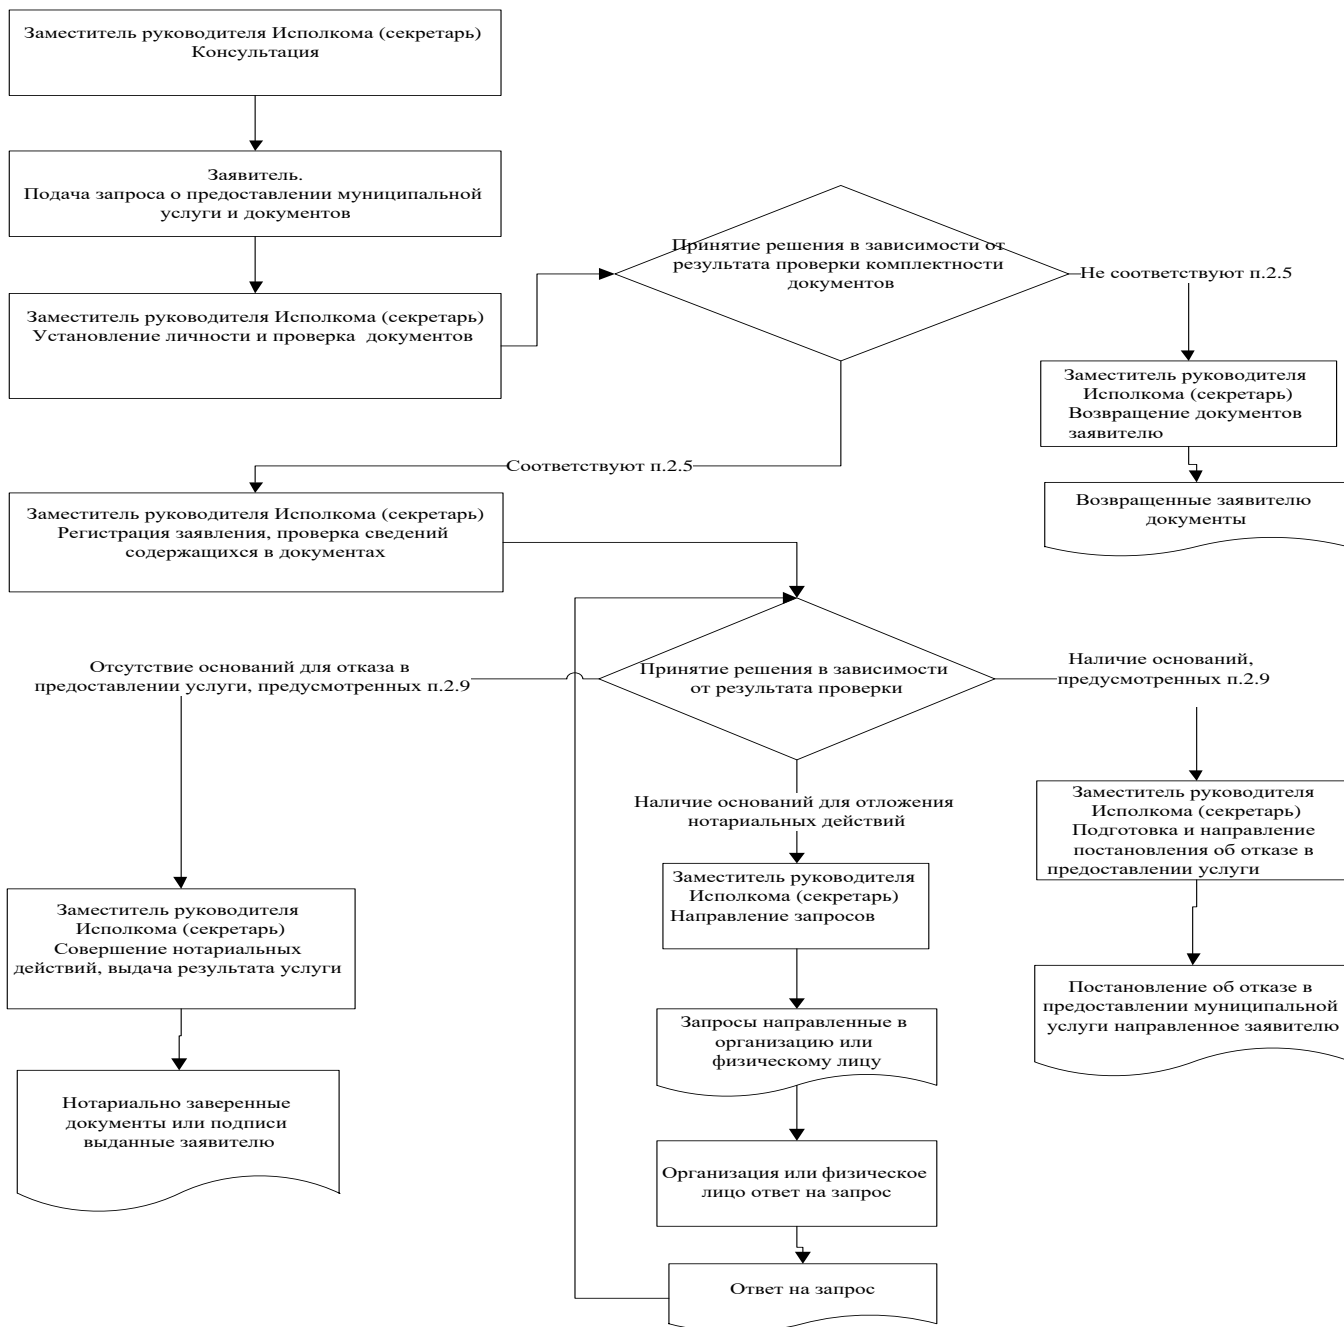 Заместитель руководителя Исполкома (секретарь)
Консультация
Заявитель.
Подача запроса о предоставлении муниципальной
услуги и документов
Заместитель руководителя Исполкома (секретарь)
Установление личности и проверка документов
Принятие решения в зависимости от
результата проверки комплектности
документов
Не соответствуют п.2.5
Заместитель руководителя
Исполкома (секретарь)
Возвращение документов
заявителю
Возвращенные заявителю
документы
Соответствуют п.2.5
Заместитель руководителя Исполкома (секретарь)
Регистрация заявления, проверка сведений
содержащихся в документах
Принятие решения в зависимости
от результата проверки
Отсутствие оснований для отказа в
предоставлении услуги, предусмотренных п.2.9
Наличие оснований,
предусмотренных п.2.9
Наличие оснований для отложения
нотариальных действий
Заместитель руководителя
Исполкома (секретарь)
Совершение нотариальных
действий, выдача результата услуги
Нотариально заверенные
документы или подписи
выданные заявителю
Заместитель руководителя
Исполкома (секретарь)
Направление запросов
Запросы направленные в
организацию или
физическому лицу
Организация или физическое
лицо ответ на запрос
Ответ на запрос
Заместитель руководителя
Исполкома (секретарь)
Подготовка и направление
постановления об отказе в
предоставлении услуги
Постановление об отказе в
предоставлении муниципальной
услуги направленное заявителю